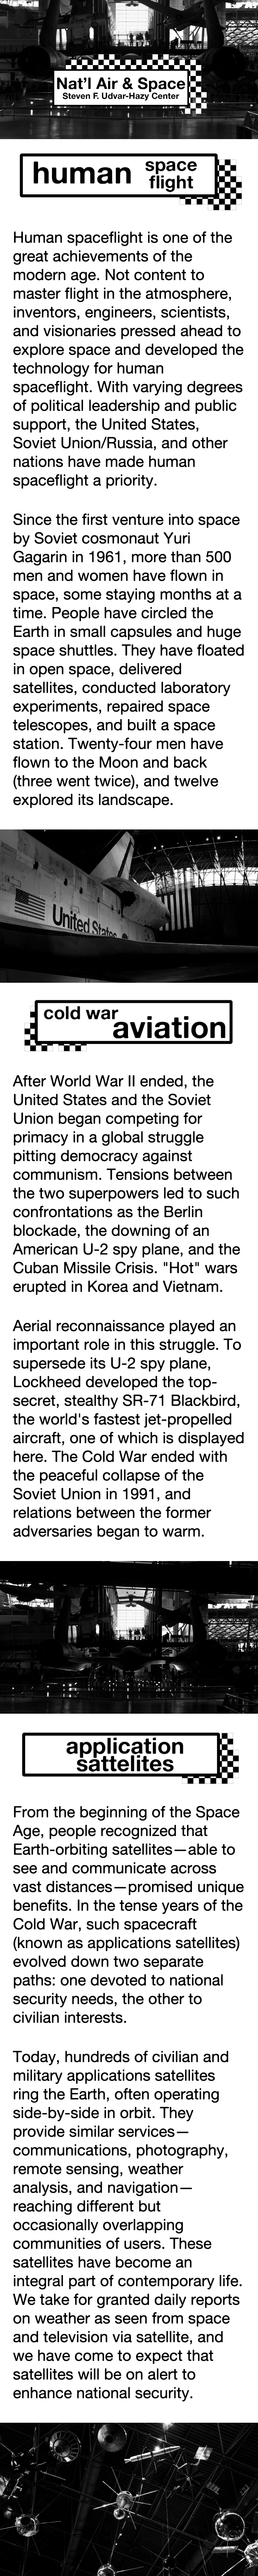 Nat'l Air & Space
Steven F. Udvar-Hazy Center
human space
flight
Human spaceflight is one of the
great achievements of the
modern age. Not content to
master flight in the atmosphere,
inventors, engineers, scientists,
and visionaries pressed ahead to
explore space and developed the
technology for human
spaceflight. With varying degrees
of political leadership and public
support, the United States,
Soviet Union/Russia, and other
nations have made human
spaceflight a priority.
Since the first venture into space
by Soviet cosmonaut Yuri
Gagarin in 1961, more than 500
men and women have flown in
space, some staying months at a
time. People have circled the
Earth in small capsules and huge
space shuttles. They have floated
in open space, delivered
satellites, conducted laboratory
experiments, repaired space
telescopes, and built a space
station. Twenty-four men have
flown to the Moon and back
(three went twice), and twelve
explored its landscape.
United States
cold war
aviation
After World War II ended, the
United States and the Soviet
Union began competing for
primacy in a global struggle
pitting democracy against
communism. Tensions between
the two superpowers led to such
confrontations as the Berlin
blockade, the downing of an
American U-2 spy plane, and the
Cuban Missile Crisis. "Hot" wars
erupted in Korea and Vietnam.
Aerial reconnaissance played an
important role in this struggle. To
supersede its U-2 spy plane,
Lockheed developed the top-
secret, stealthy SR-71 Blackbird,
the world's fastest jet-propelled
aircraft, one of which is displayed
here. The Cold War ended with
the peaceful collapse of the
Soviet Union in 1991, and
relations between the former
adversaries began to warm.
application
sattelites
From the beginning of the Space
Age, people recognized that
Earth-orbiting satellites—able to
see and communicate across
vast distances—promised unique
benefits. In the tense years of the
Cold War, such spacecraft
(known as applications satellites)
evolved down two separate
paths: one devoted to national
security needs, the other to
civilian interests.
Today, hundreds of civilian and
military applications satellites
ring the Earth, often operating
side-by-side in orbit. They
provide similar services—
communications, photography,
remote sensing, weather
analysis, and navigation—
reaching different but
occasionally overlapping
communities of users. These
satellites have become an
integral part of contemporary life.
We take for granted daily reports
on weather as seen from space
and television via satellite, and
we have come to expect that
satellites will be on alert to
enhance national security.